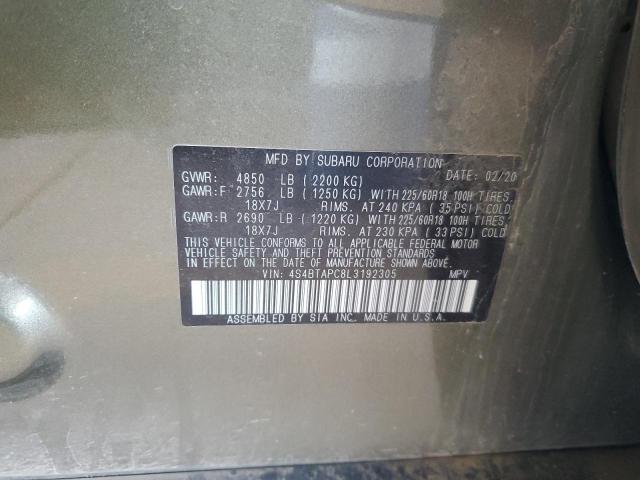 MFD BY SUBARU CORPORATION DATE: 02/20
GVWR: 4850 LB (2200 KG)
GAWR:F 2756 LB (1250 KG) WITH 225/60R18 100H TIRES,
18X7J RIMS, AT 240 KPA (35 PSI) COLD
GAWR:R 2690 LB (1220 KG) WITH 225/60R18 100H TIRES,
18X7J RIMS, AT 230 KPA (33 PSI) COLD
THIS VEHICLE CONFORMS TO ALL APPLICABLE FEDERAL MOTOR
VEHICLE SAFETY AND THEFT PREVENTION STANDARDS
IN EFFECT ON THE DATE OF MANUFACTURE SHOWN ABOVE.
VIN: 4S4BTAPC8L3192305 MPV
ASSEMBLED BY SIA INC. MADE IN U.S.A.